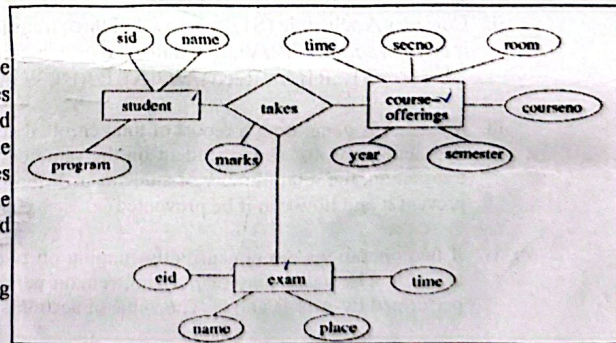 sid name time secno room
student takes course-
offerings courseno
program marks year semester
eid exam time
name place